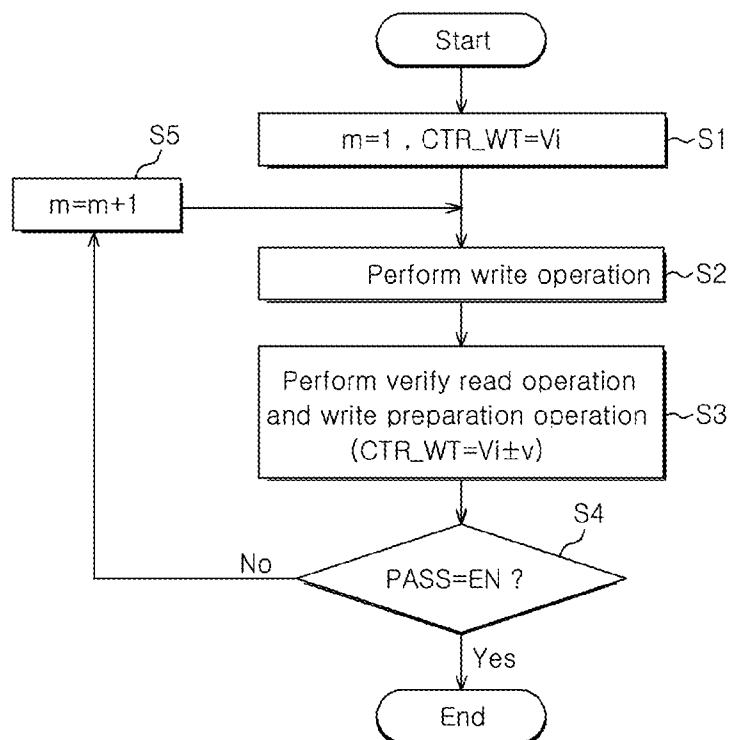 Start
m=1 , CTR_WT=Vi
S1
S5
m=m+1
Perform write operation
S2
Perform verify read operation
and write preparation operation
(CTR_WT=Vi±v)
S3
S4
No
PASS=EN ?
Yes
End